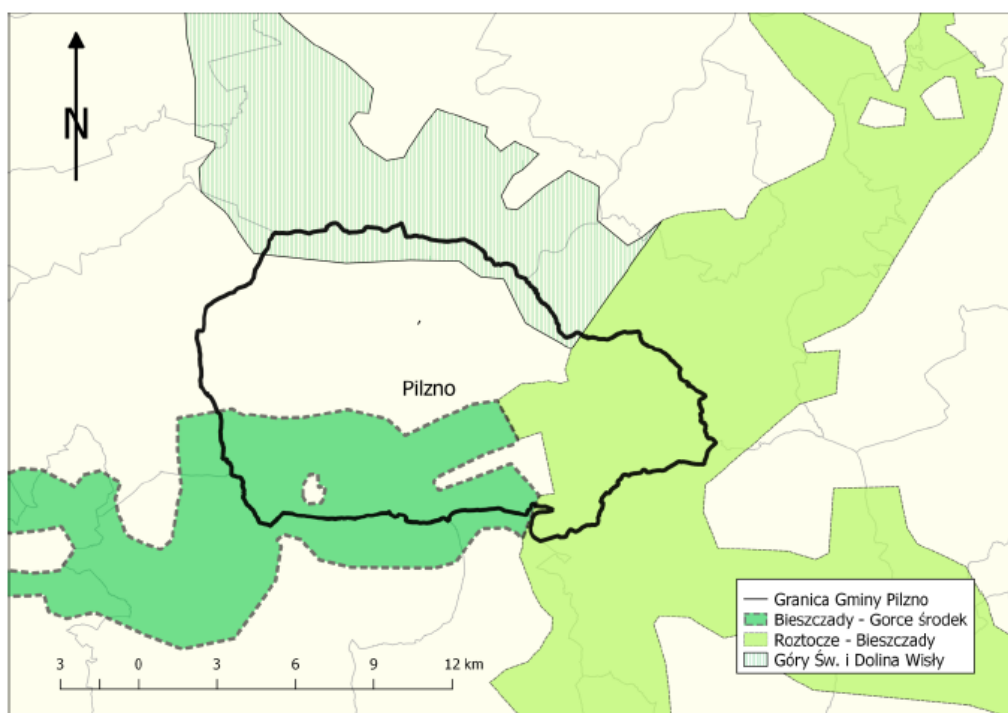 N
Pilzno
Granica Gminy Pilzno
Bieszczady - Gorce środek
Roztocze - Bieszczady
Góry Św. i Dolina Wisły
3 0 3 6 9 12 km